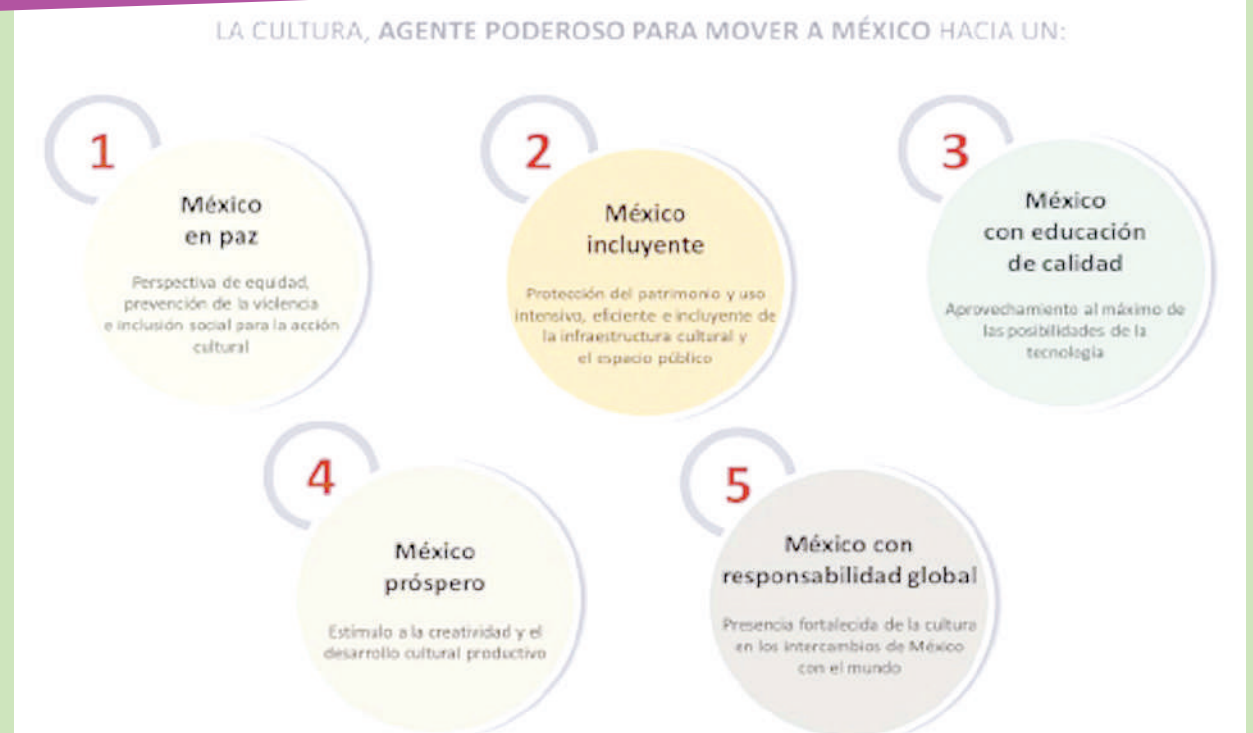 LA CULTURA, AGENTE PODEROSO PARA MOVER A MÉXICO HACIA UN:
1
México
en paz
Perspectiva de equidad,
prevención de la violencia
e inclusión social para la acción
cultural
2
México
incluyente
Protección del patrimonio y uso
intensivo, eficiente e incluyente de
la infraestructura cultural y
el espacio público
3
México
con educación
de calidad
Aprovechamiento al máximo de
las posibilidades de la
tecnología
4
México
próspero
Estímulo a la creatividad y el
desarrollo cultural productivo
5
México con
responsabilidad global
Presencia fortalecida de la cultura
en los intercambios de México
con el mundo